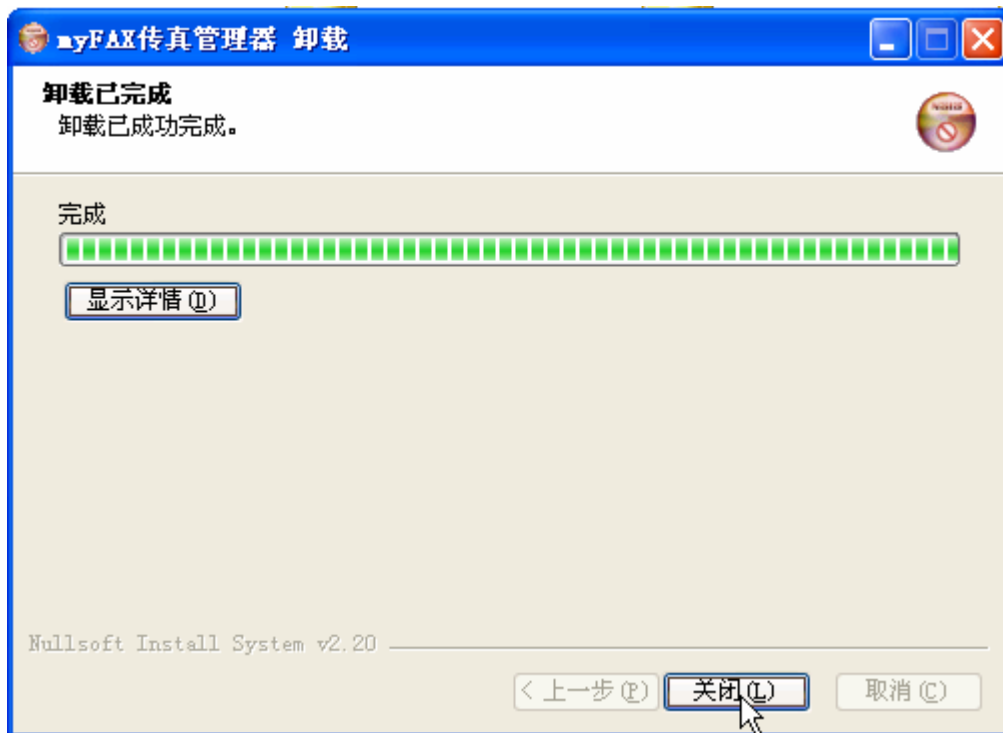 myFAX传真管理器 卸载
卸载已完成
卸载已成功完成。
完成
显示详情(D)
Nullsoft Install System v2.20
< 上一步(P) 关闭(L) 取消(C)